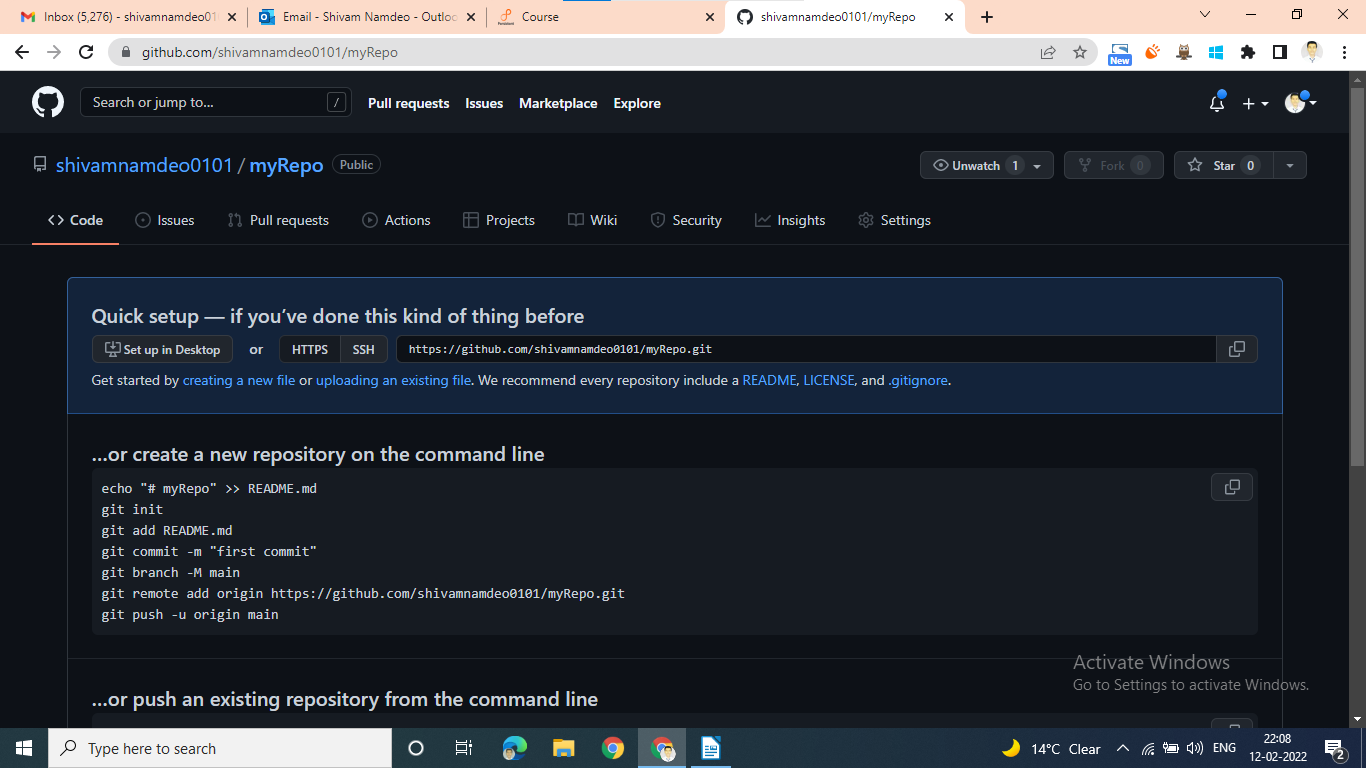 Inbox (5,276) - shivamnamdeo01
Email - Shivam Namdeo - Outloo
Course
shivamnamdeo0101/myRepo
github.com/shivamnamdeo0101/myRepo
New
Search or jump to...
/
Pull requests
Issues
Marketplace
Explore
shivamnamdeo0101 / myRepo
Public
Unwatch 1
Fork 0
Star 0
Code
Issues
Pull requests
Actions
Projects
Wiki
Security
Insights
Settings
Quick setup — if you’ve done this kind of thing before
Set up in Desktop
or
HTTPS
SSH
https://github.com/shivamnamdeo0101/myRepo.git
Get started by creating a new file or uploading an existing file. We recommend every repository include a README, LICENSE, and .gitignore.
…or create a new repository on the command line
echo "# myRepo" >> README.md
git init
git add README.md
git commit -m "first commit"
git branch -M main
git remote add origin https://github.com/shivamnamdeo0101/myRepo.git
git push -u origin main
…or push an existing repository from the command line
Activate Windows
Go to Settings to activate Windows.
Type here to search
14°C Clear
ENG
22:08
12-02-2022
2